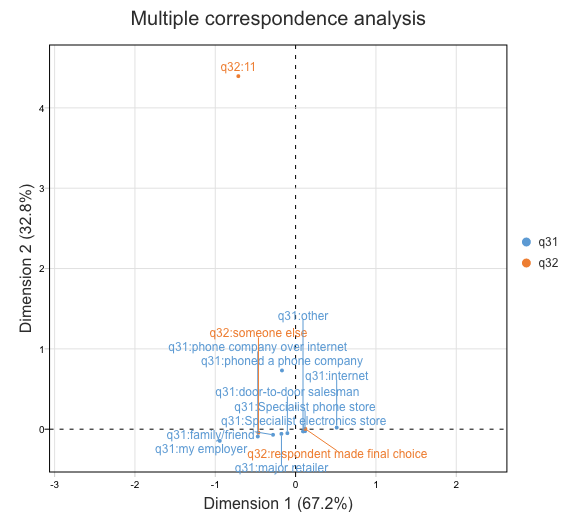 Multiple correspondence analysis
q32:11
4
3
2
1
0
Dimension 2 (32.8%)
q31
q32
q31:other
q32:someone else
q31:phone company over internet
q31:phoned a phone company
q31:internet
q31:door-to-door salesman
q31:Specialist phone store
q31:Specialist electronics store
q31:family/friend
q31:my employer
q32:respondent made final choice
q31:major retailer
-3
-2
-1
0
1
2
Dimension 1 (67.2%)